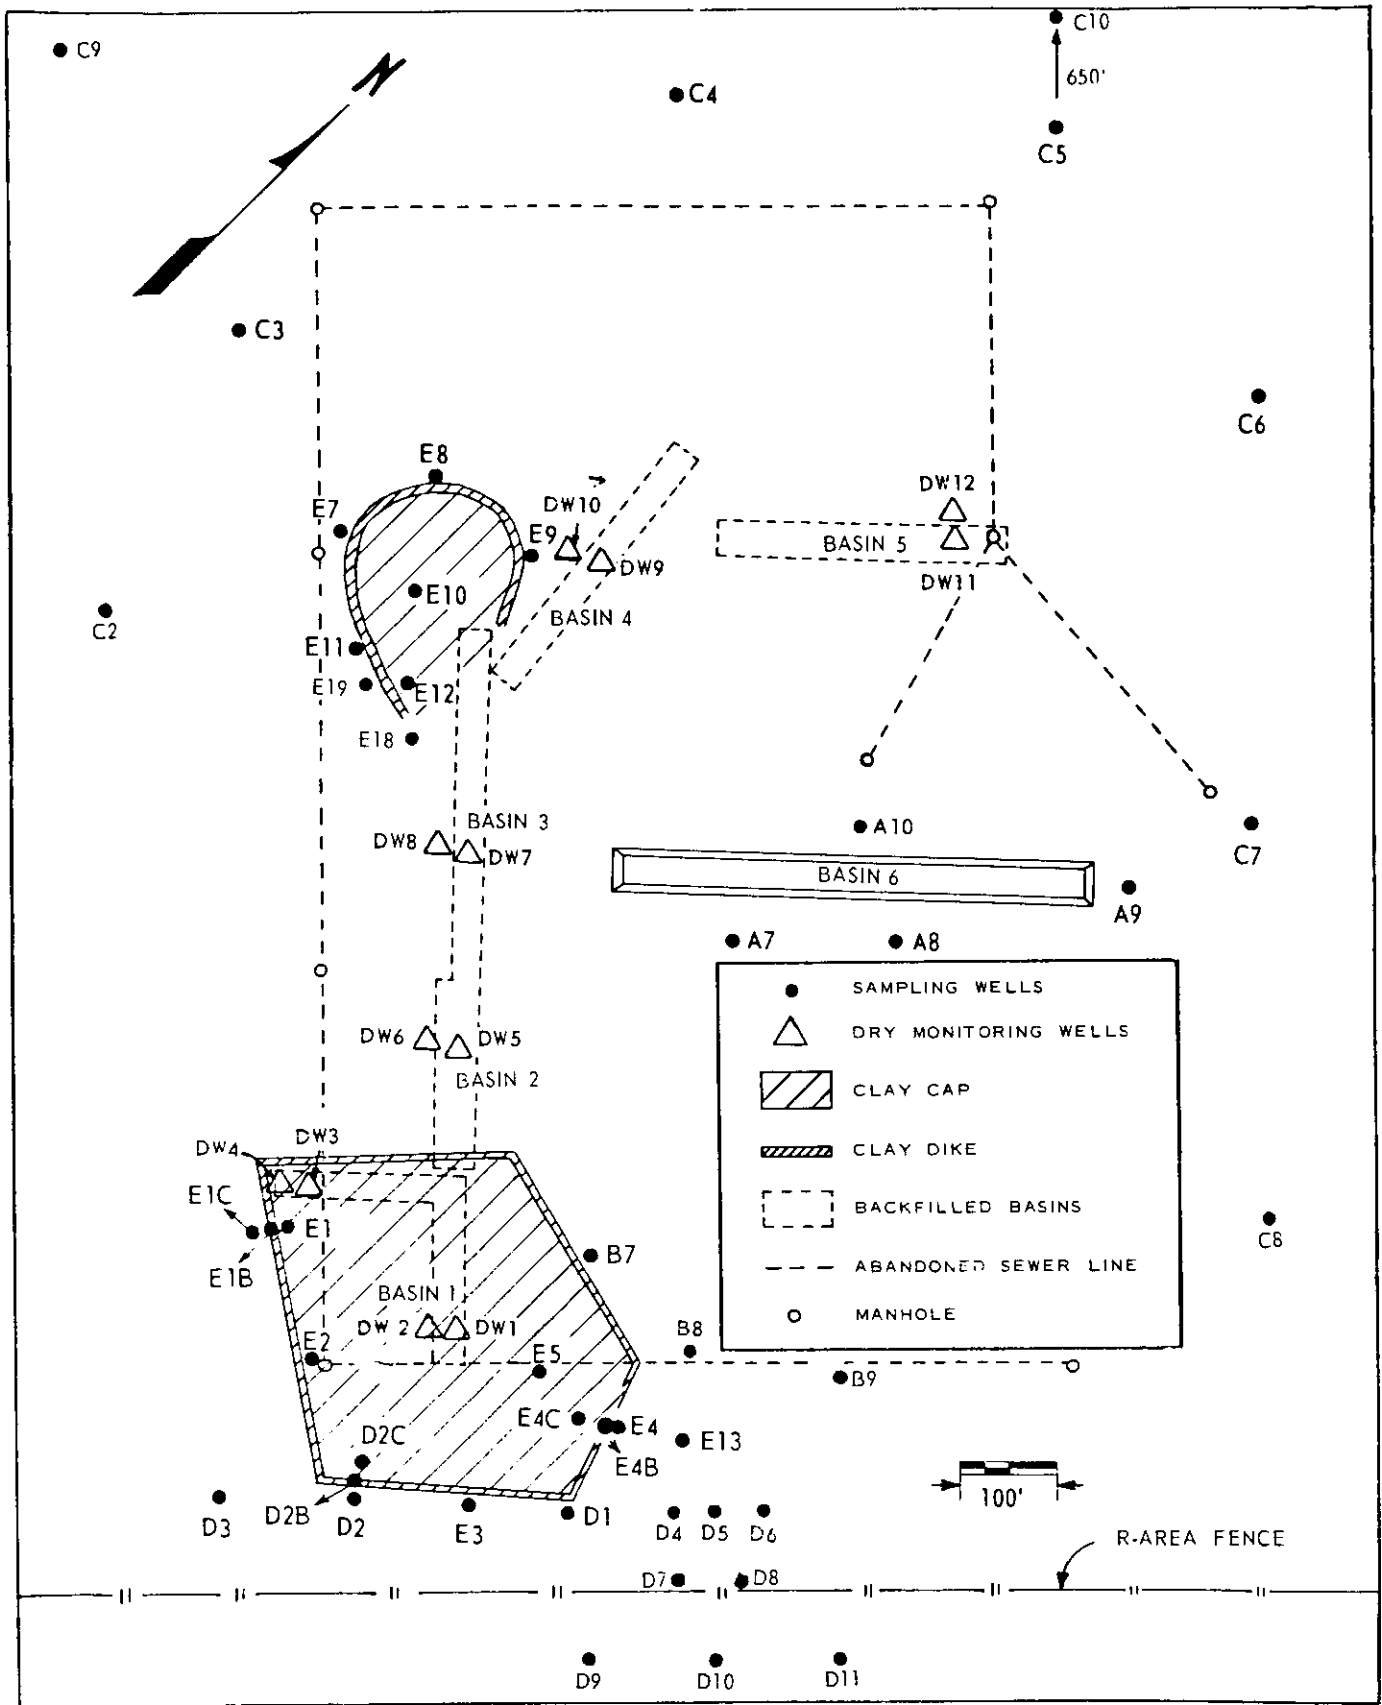 C9
C10
N
650'
C4
C5
C3
C6
E8
DW12
E7
DW10
E9
BASIN 5
DW9
DW11
E10
C2
BASIN 4
E11
E19
E12
E18
BASIN 3
A10
DW8
DW7
C7
BASIN 6
A9
A7
A8
SAMPLING WELLS
DW6
DW5
DRY MONITORING WELLS
BASIN 2
CLAY CAP
DW3
DW4
CLAY DIKE
E1C
BACKFILLED BASINS
E1
C8
B7
E1B
ABANDONED SEWER LINE
BASIN 1
MANHOLE
DW 2
DW1
B8
E2
E5
B9
E4C
E4
D2C
E13
E4B
100'
D3
D2B
D2
E3
D1
D4
D5
D6
R-AREA FENCE
D7
D8
D9
D10
D11